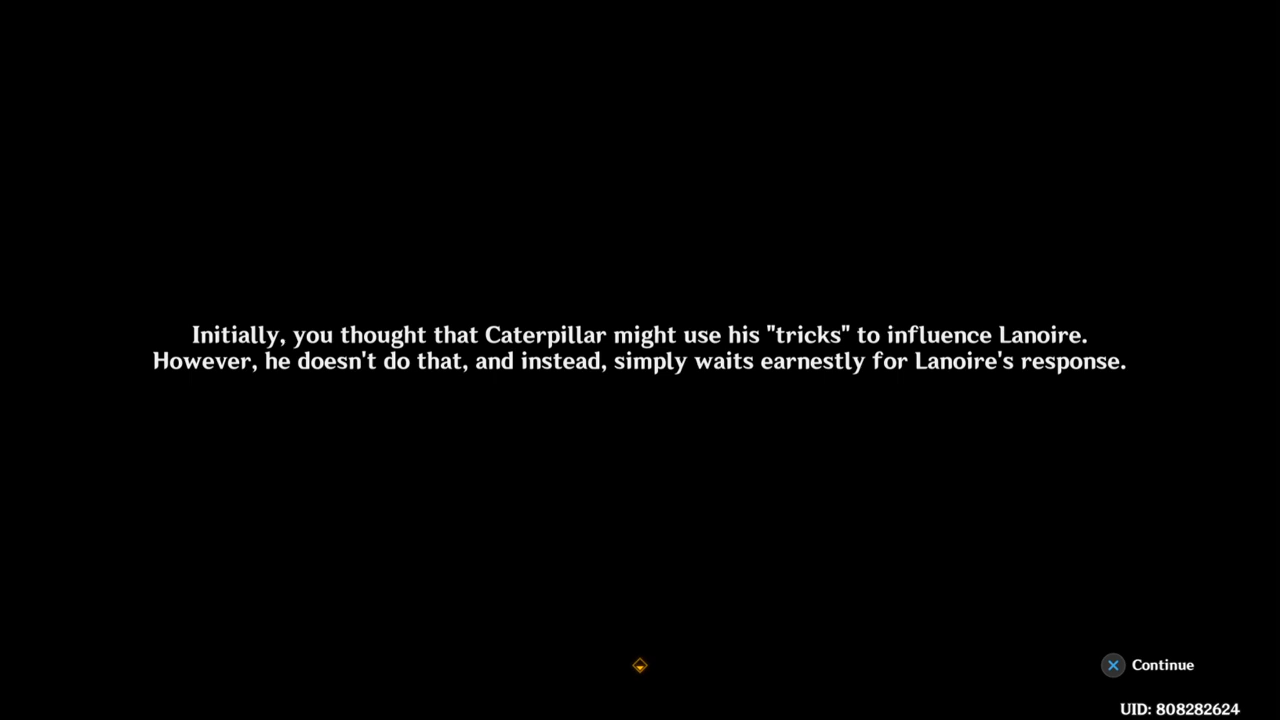 Initially, you thought that Caterpillar might use his "tricks" to influence Lanoire.
However, he doesn't do that, and instead, simply waits earnestly for Lanoire's response.
Continue
UID: 808282624